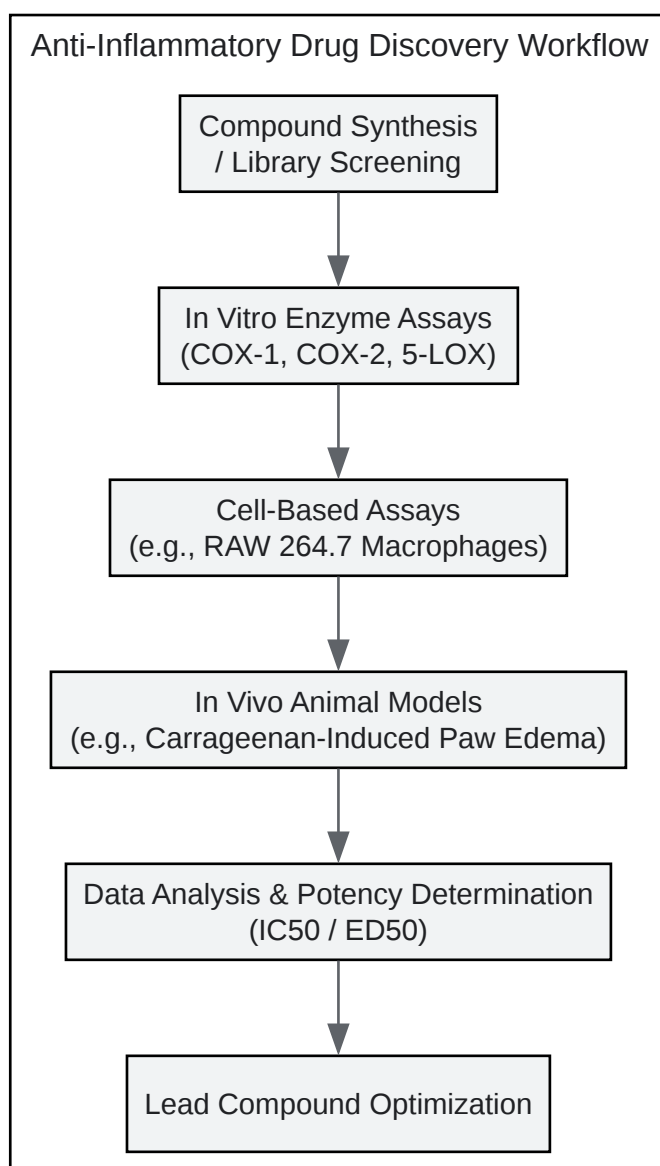 Anti-Inflammatory Drug Discovery Workflow
Compound Synthesis
/ Library Screening
In Vitro Enzyme Assays
(COX-1, COX-2, 5-LOX)
Cell-Based Assays
(e.g., RAW 264.7 Macrophages)
In Vivo Animal Models
(e.g., Carrageenan-Induced Paw Edema)
Data Analysis & Potency Determination
(IC50 / ED50)
Lead Compound Optimization